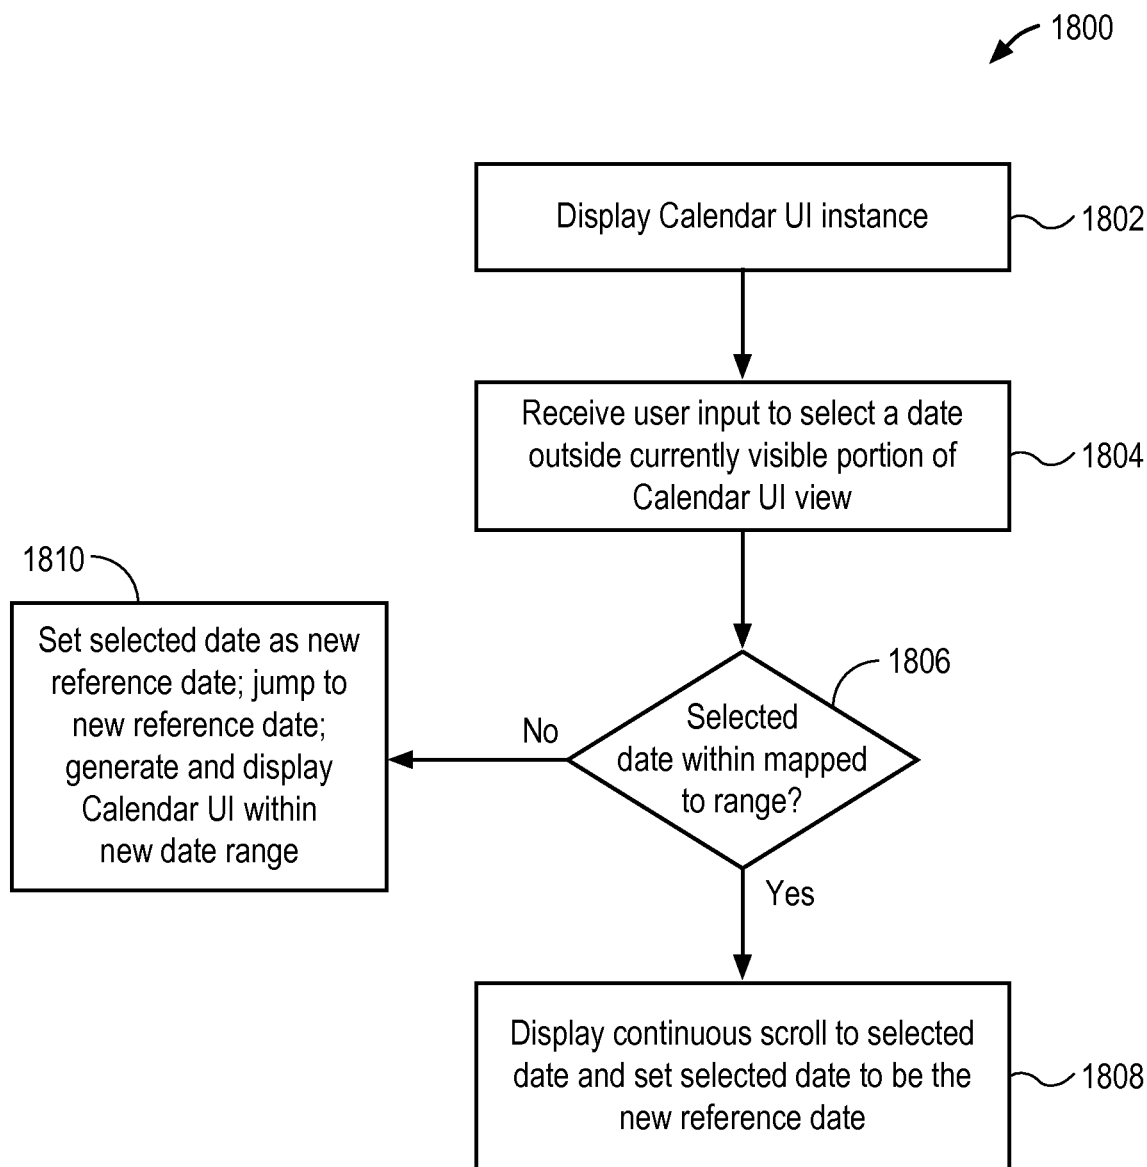 1800
Display Calendar UI instance
1802
Receive user input to select a date
outside currently visible portion of
Calendar UI view
1804
1810
Set selected date as new
reference date; jump to
new reference date;
generate and display
Calendar UI within
new date range
No
1806
Selected
date within mapped
to range?
Yes
Display continuous scroll to selected
date and set selected date to be the
new reference date
1808